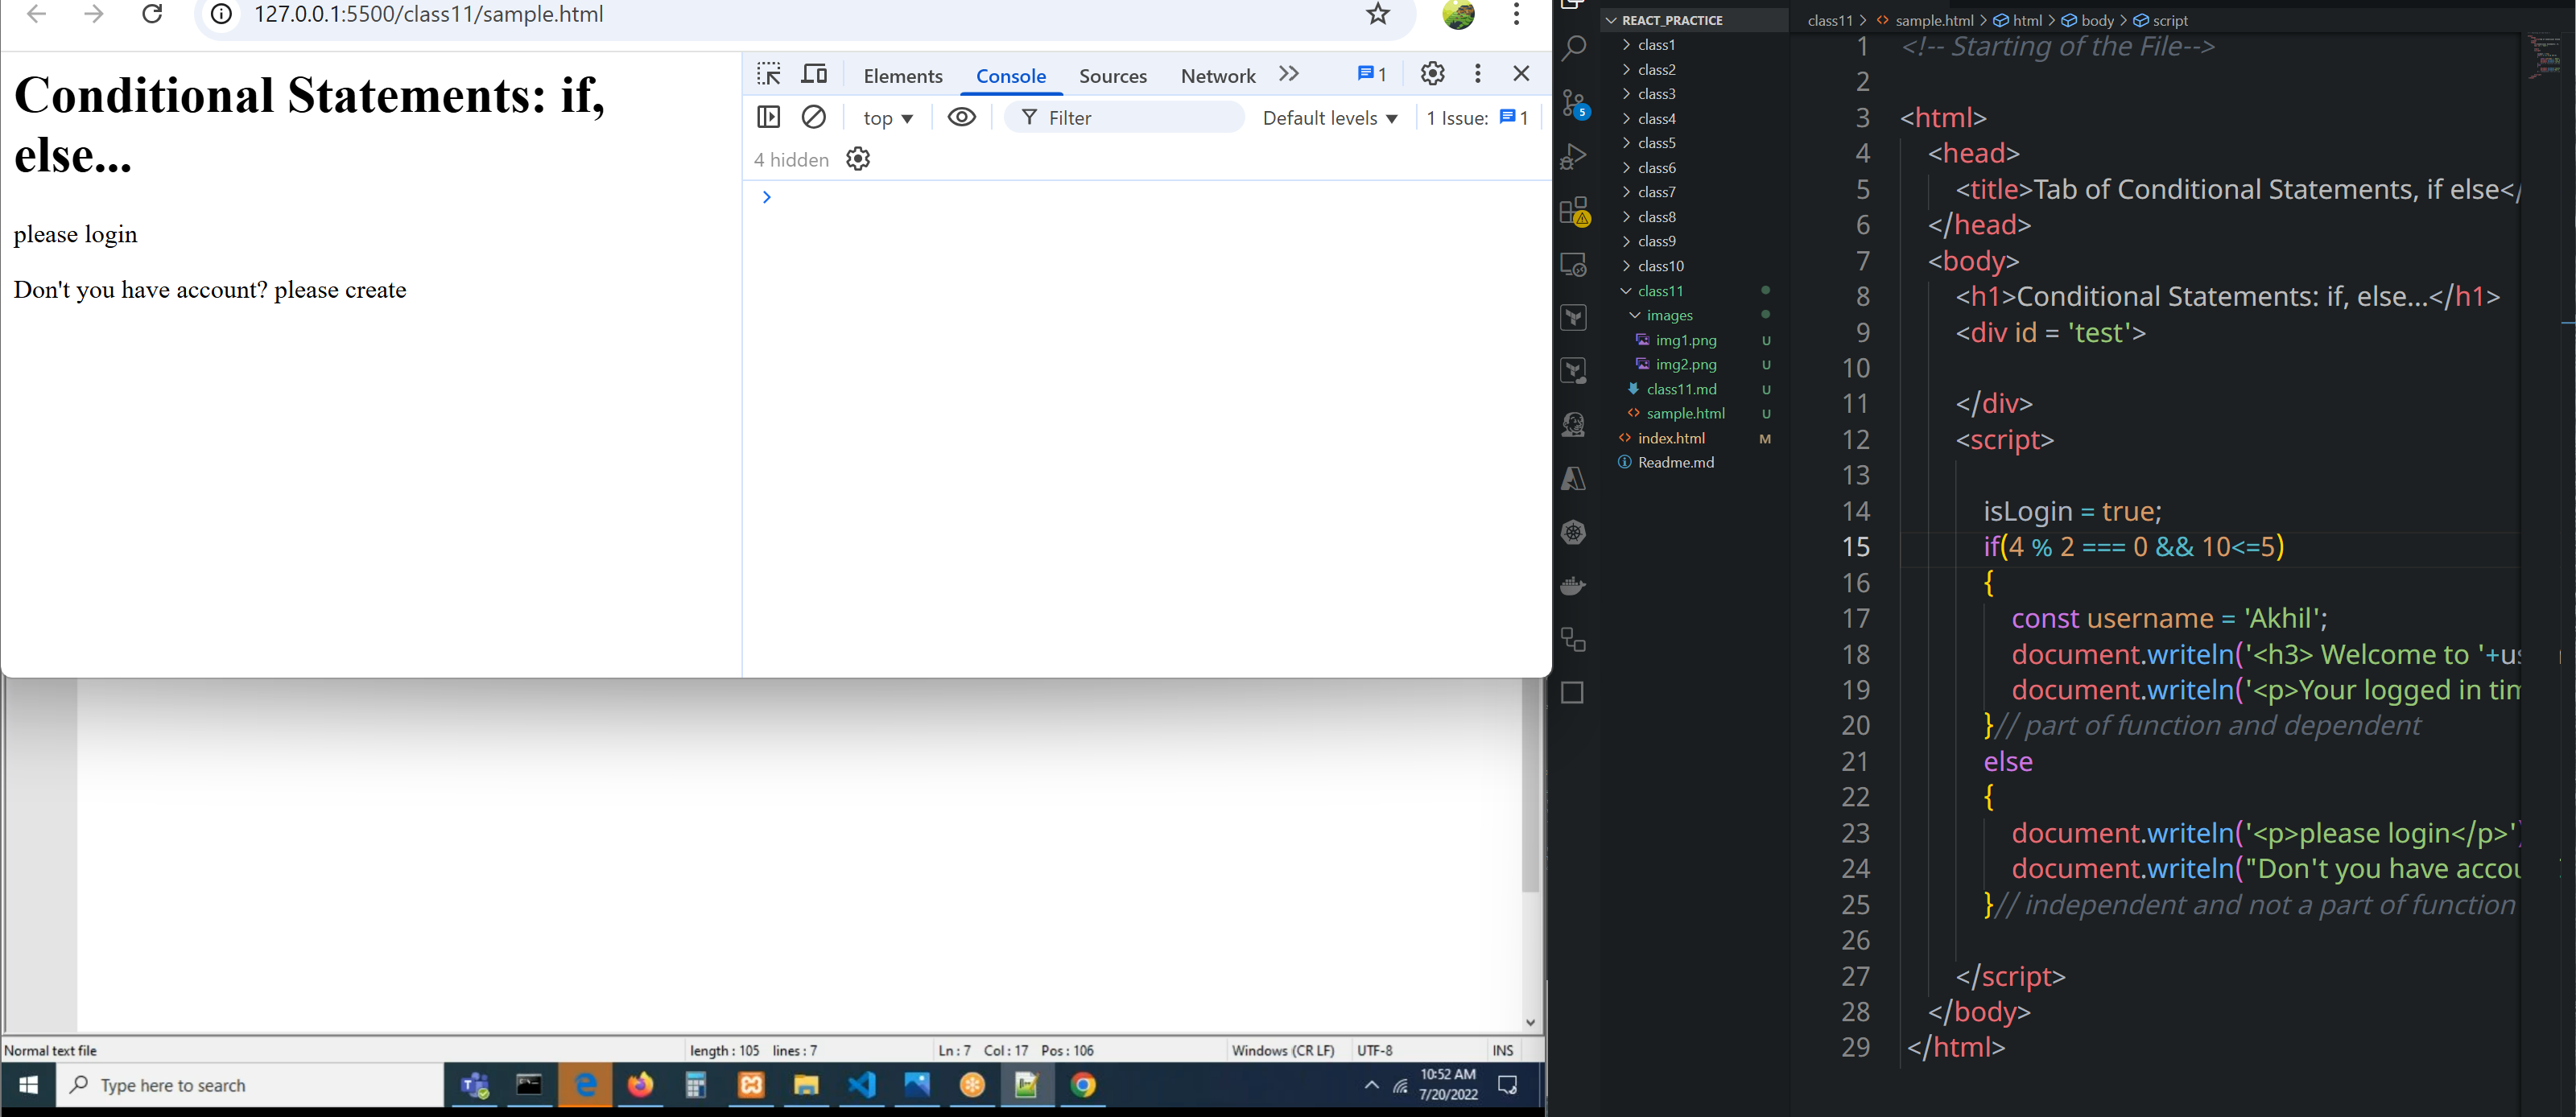 127.0.0.1:5500/class11/sample.html
Conditional Statements: if,
else...
please login
Don't you have account? please create
Elements Console Sources Network 1
top Filter Default levels 1 Issue: 1
4 hidden
Normal text file length : 105 lines : 7 Ln : 7 Col : 17 Pos : 106 Windows (CR LF) UTF-8 INS
Type here to search
10:52 AM
7/20/2022
5
REACT_PRACTICE
class1
class2
class3
class4
class5
class6
class7
class8
class9
class10
class11
images
img1.png U
img2.png U
class11.md U
sample.html U
index.html M
Readme.md
class11 > sample.html > html > body > script
1 <!-- Starting of the File-->
2
3 <html>
4 <head>
5 <title>Tab of Conditional Statements, if else</
6 </head>
7 <body>
8 <h1>Conditional Statements: if, else...</h1>
9 <div id = 'test'>
10
11 </div>
12 <script>
13
14 isLogin = true;
15 if(4 % 2 === 0 && 10<=5)
16 {
17 const username = 'Akhil';
18 document.writeln('<h3> Welcome to '+us
19 document.writeln('<p>Your logged in tim
20 }// part of function and dependent
21 else
22 {
23 document.writeln('<p>please login</p>')
24 document.writeln("Don't you have accou
25 }// independent and not a part of function
26
27 </script>
28 </body>
29 </html>